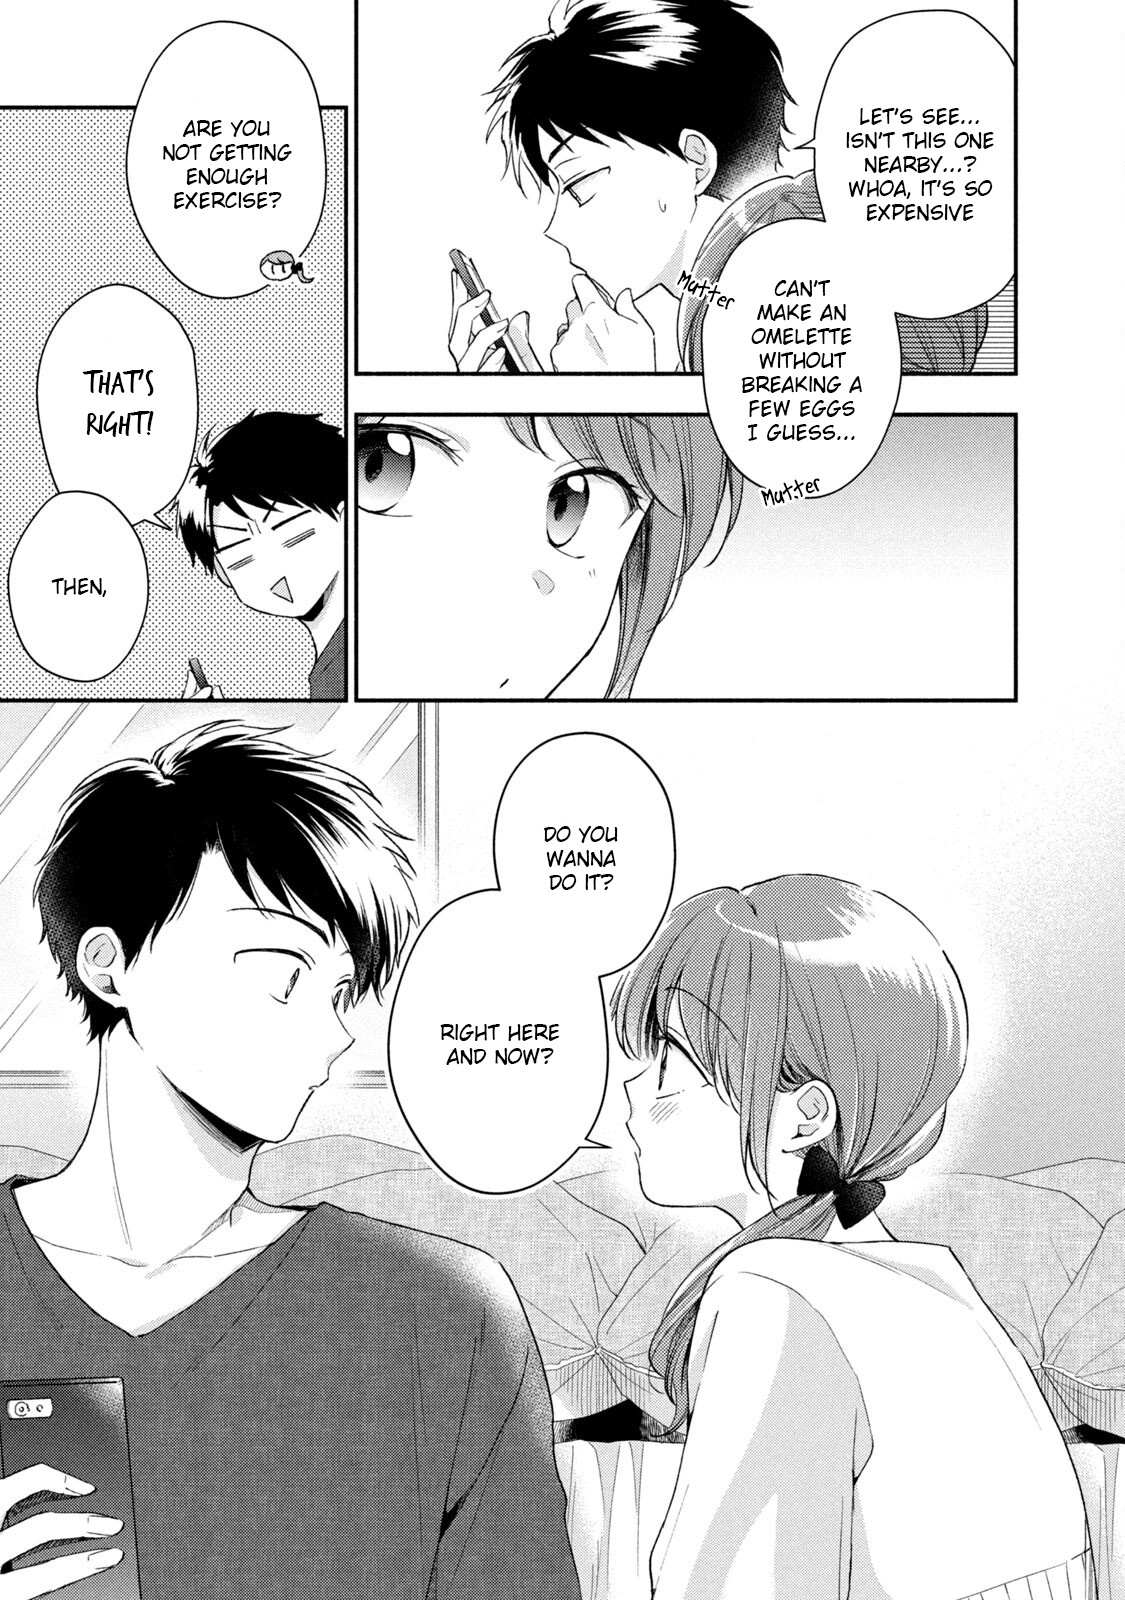 LET'S SEE...
ISN'T THIS ONE
NEARBY...?
WHOA, IT'S SO
EXPENSIVE
Mutter
CAN'T
MAKE AN
OMELETTE
WITHOUT
BREAKING A
FEW EGGS
I GUESS...
Mutter
ARE YOU
NOT GETTING
ENOUGH
EXERCISE?
THAT'S
RIGHT!
THEN,
DO YOU
WANNA
DO IT?
RIGHT HERE
AND NOW?